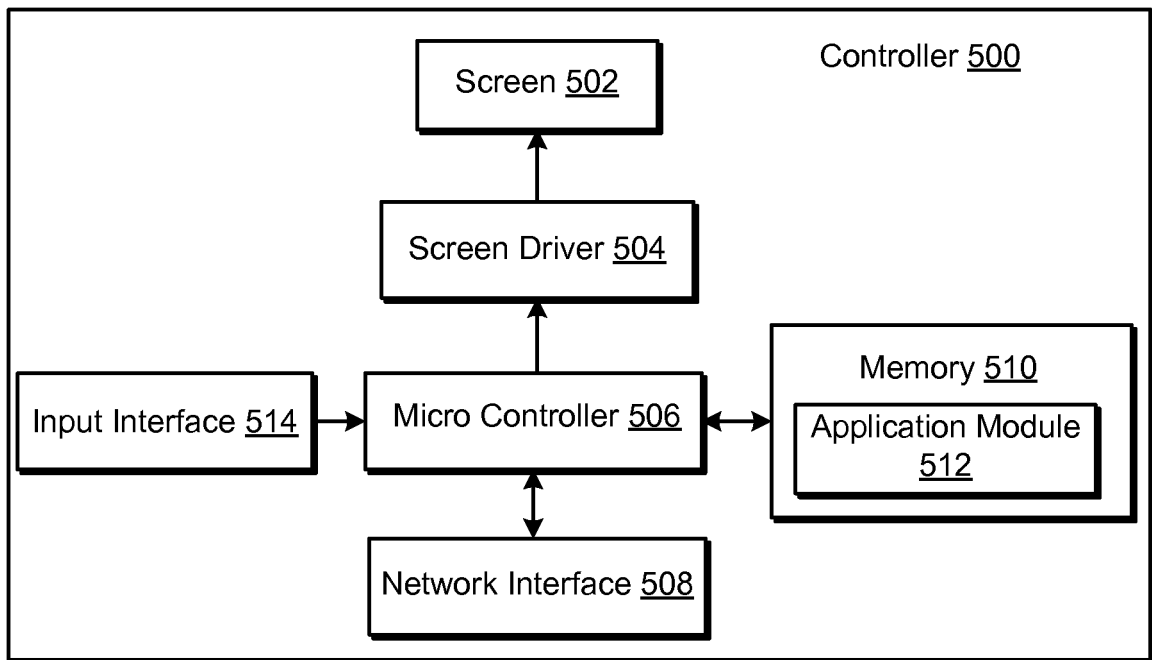 Controller 500
Screen 502
Screen Driver 504
Memory 510
Input Interface 514
Micro Controller 506
Application Module
512
Network Interface 508